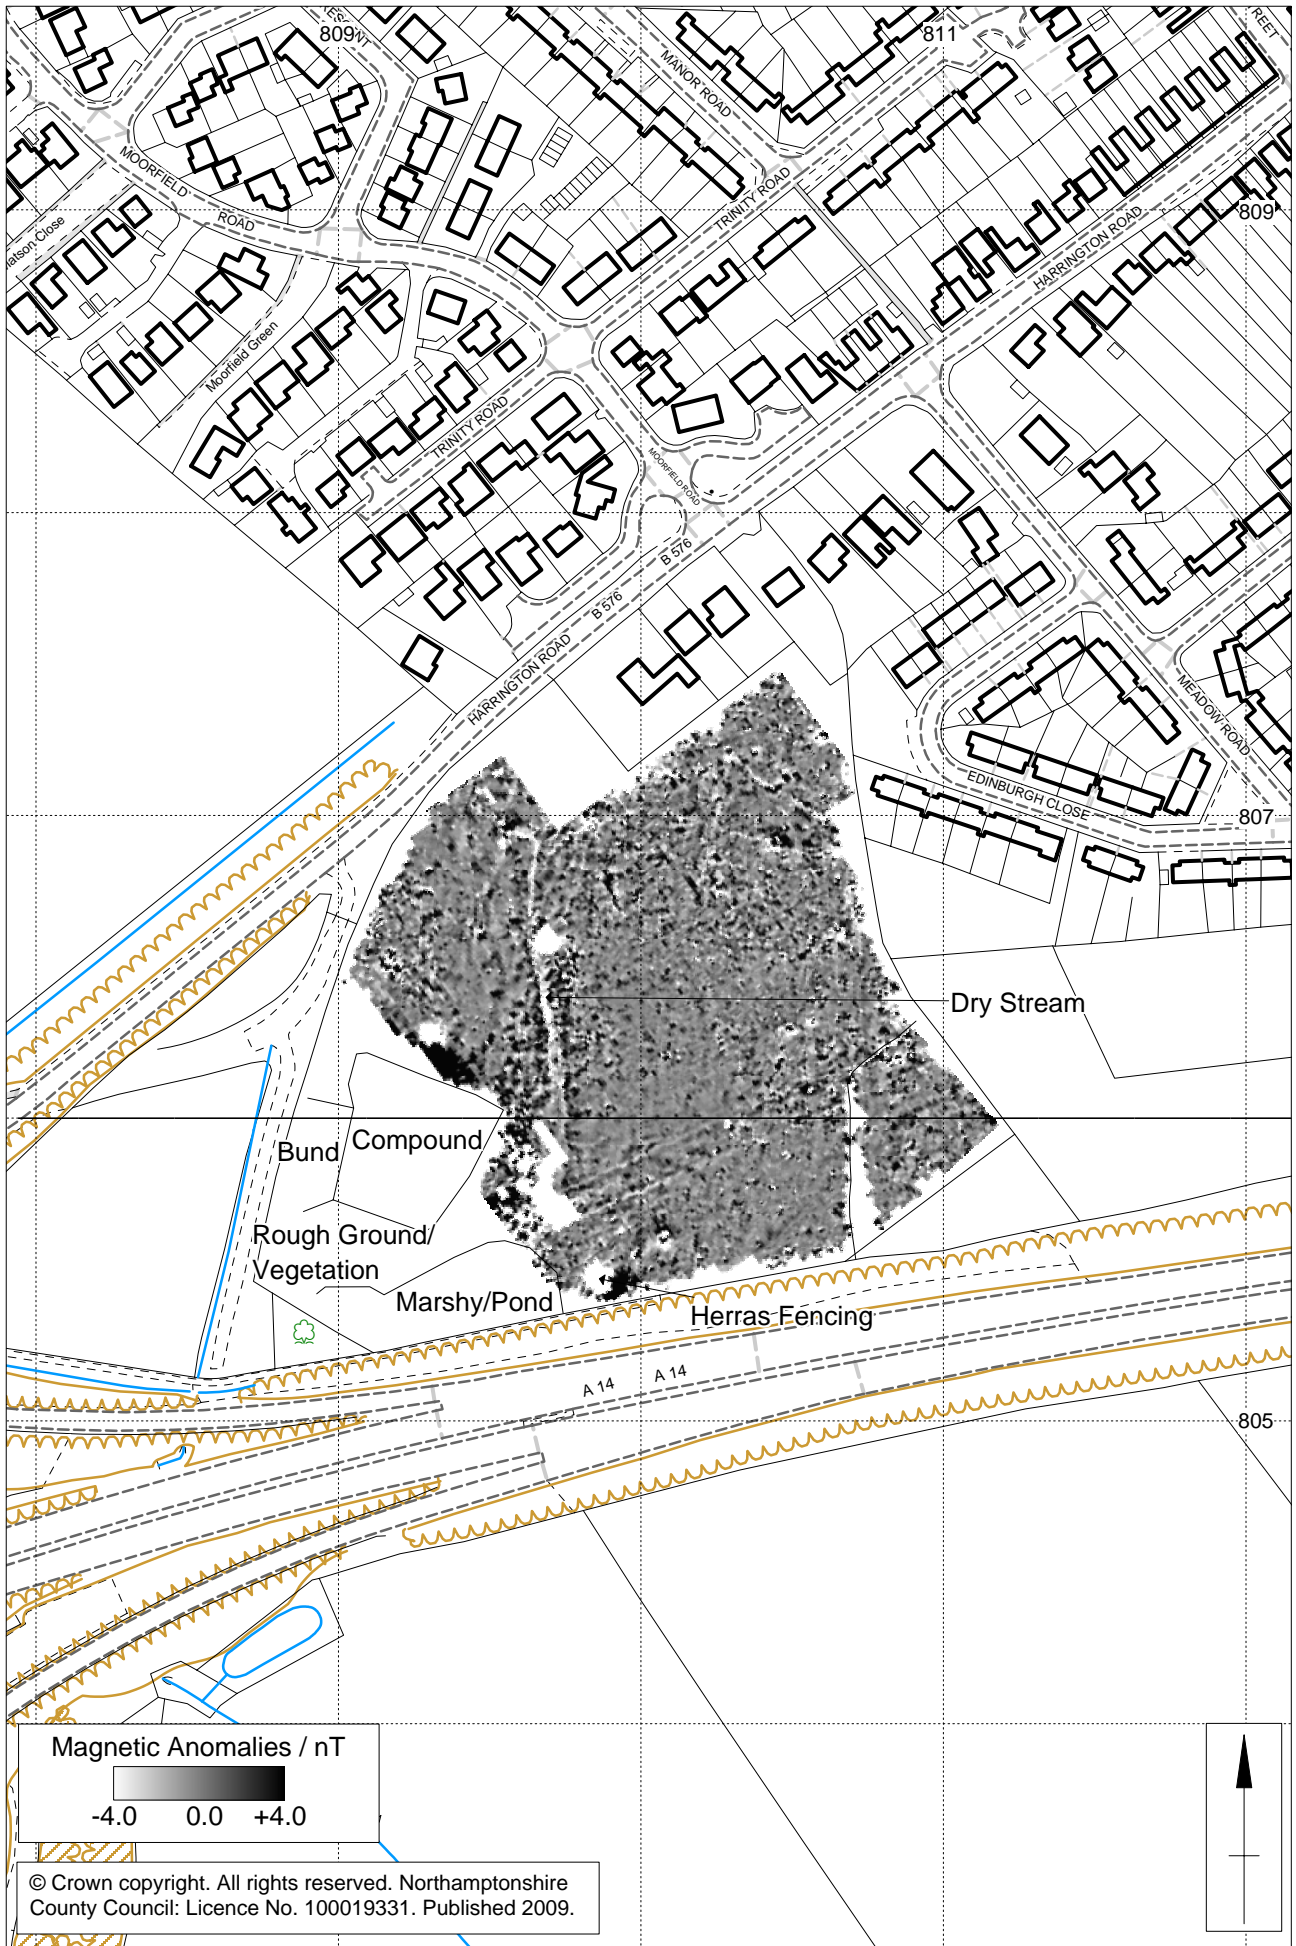 809
811
MANOR ROAD
MOORFIELD
ROAD
TRINITY ROAD
809
HARRINGTON ROAD
Moorfield Green
TRINITY ROAD
MOORFIELD ROAD
B 576
B 576
HARRINGTON ROAD
MEADOW ROAD
EDINBURGH CLOSE
807
Dry Stream
Bund
Compound
Rough Ground/
Vegetation
Marshy/Pond
Herras Fencing
A 14
A 14
805
Magnetic Anomalies / nT
-4.0 0.0 +4.0
© Crown copyright. All rights reserved. Northamptonshire
County Council: Licence No. 100019331. Published 2009.